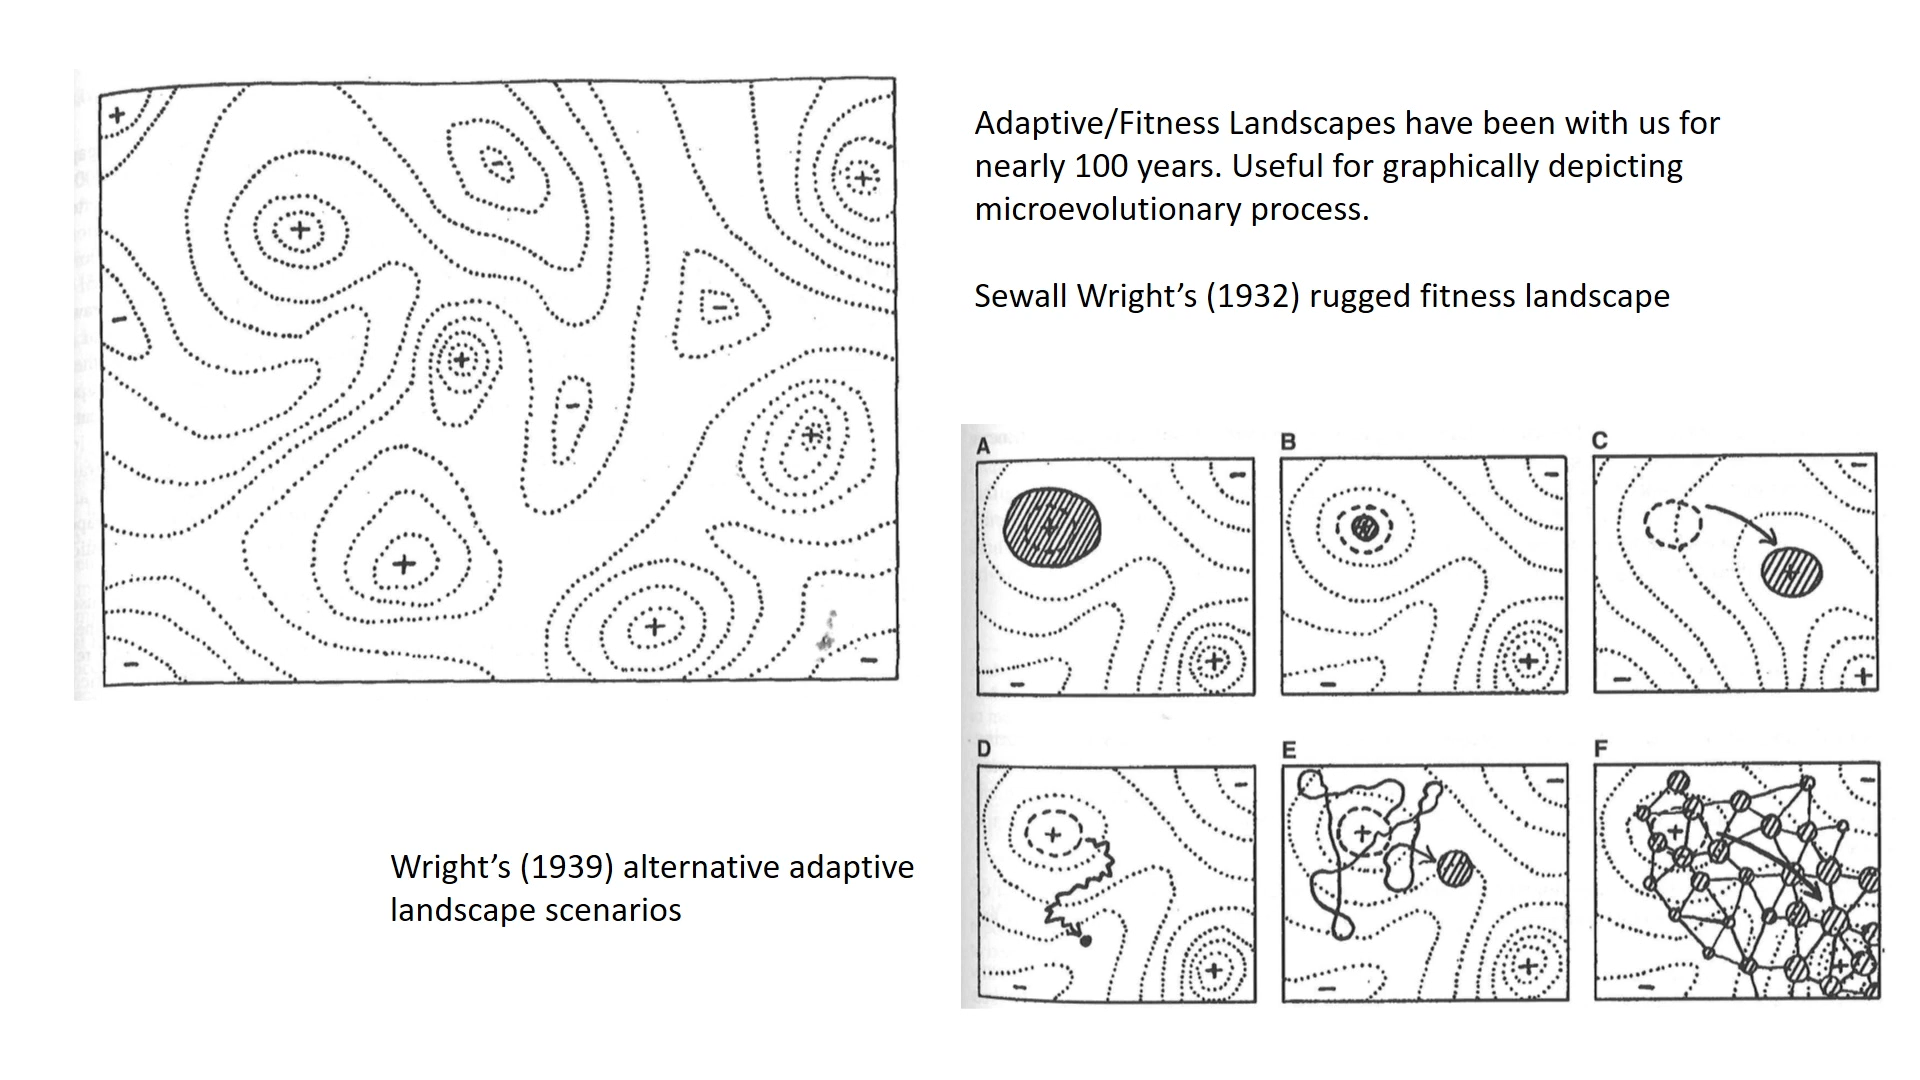 Adaptive/Fitness Landscapes have been with us for
nearly 100 years. Useful for graphically depicting
microevolutionary process.
Sewall Wright’s (1932) rugged fitness landscape
A
B
C
D
E
F
Wright’s (1939) alternative adaptive
landscape scenarios